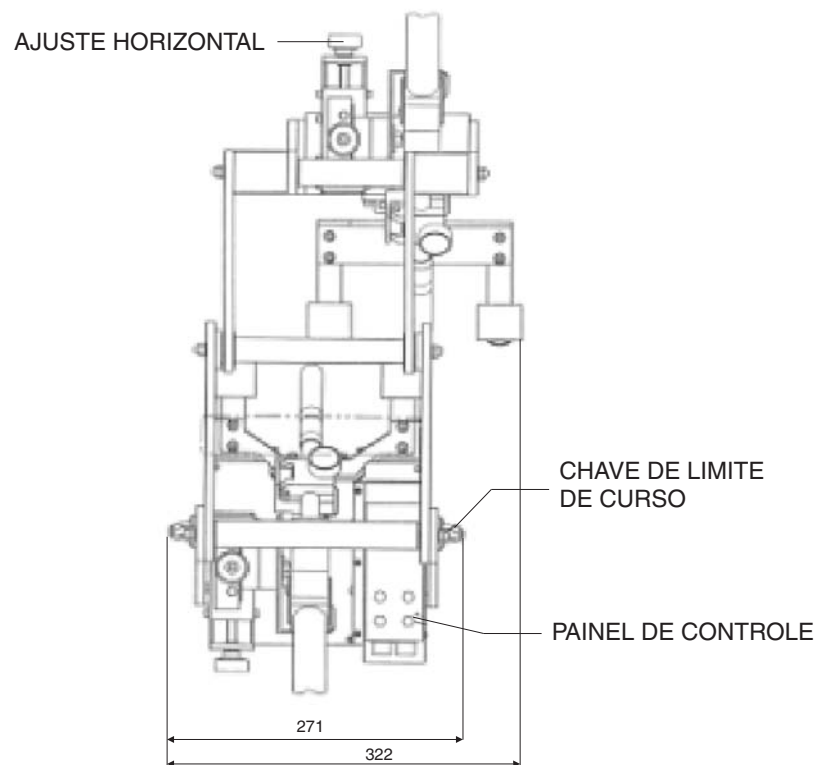 AJUSTE HORIZONTAL
CHAVE DE LIMITE
DE CURSO
PAINEL DE CONTROLE
271
322